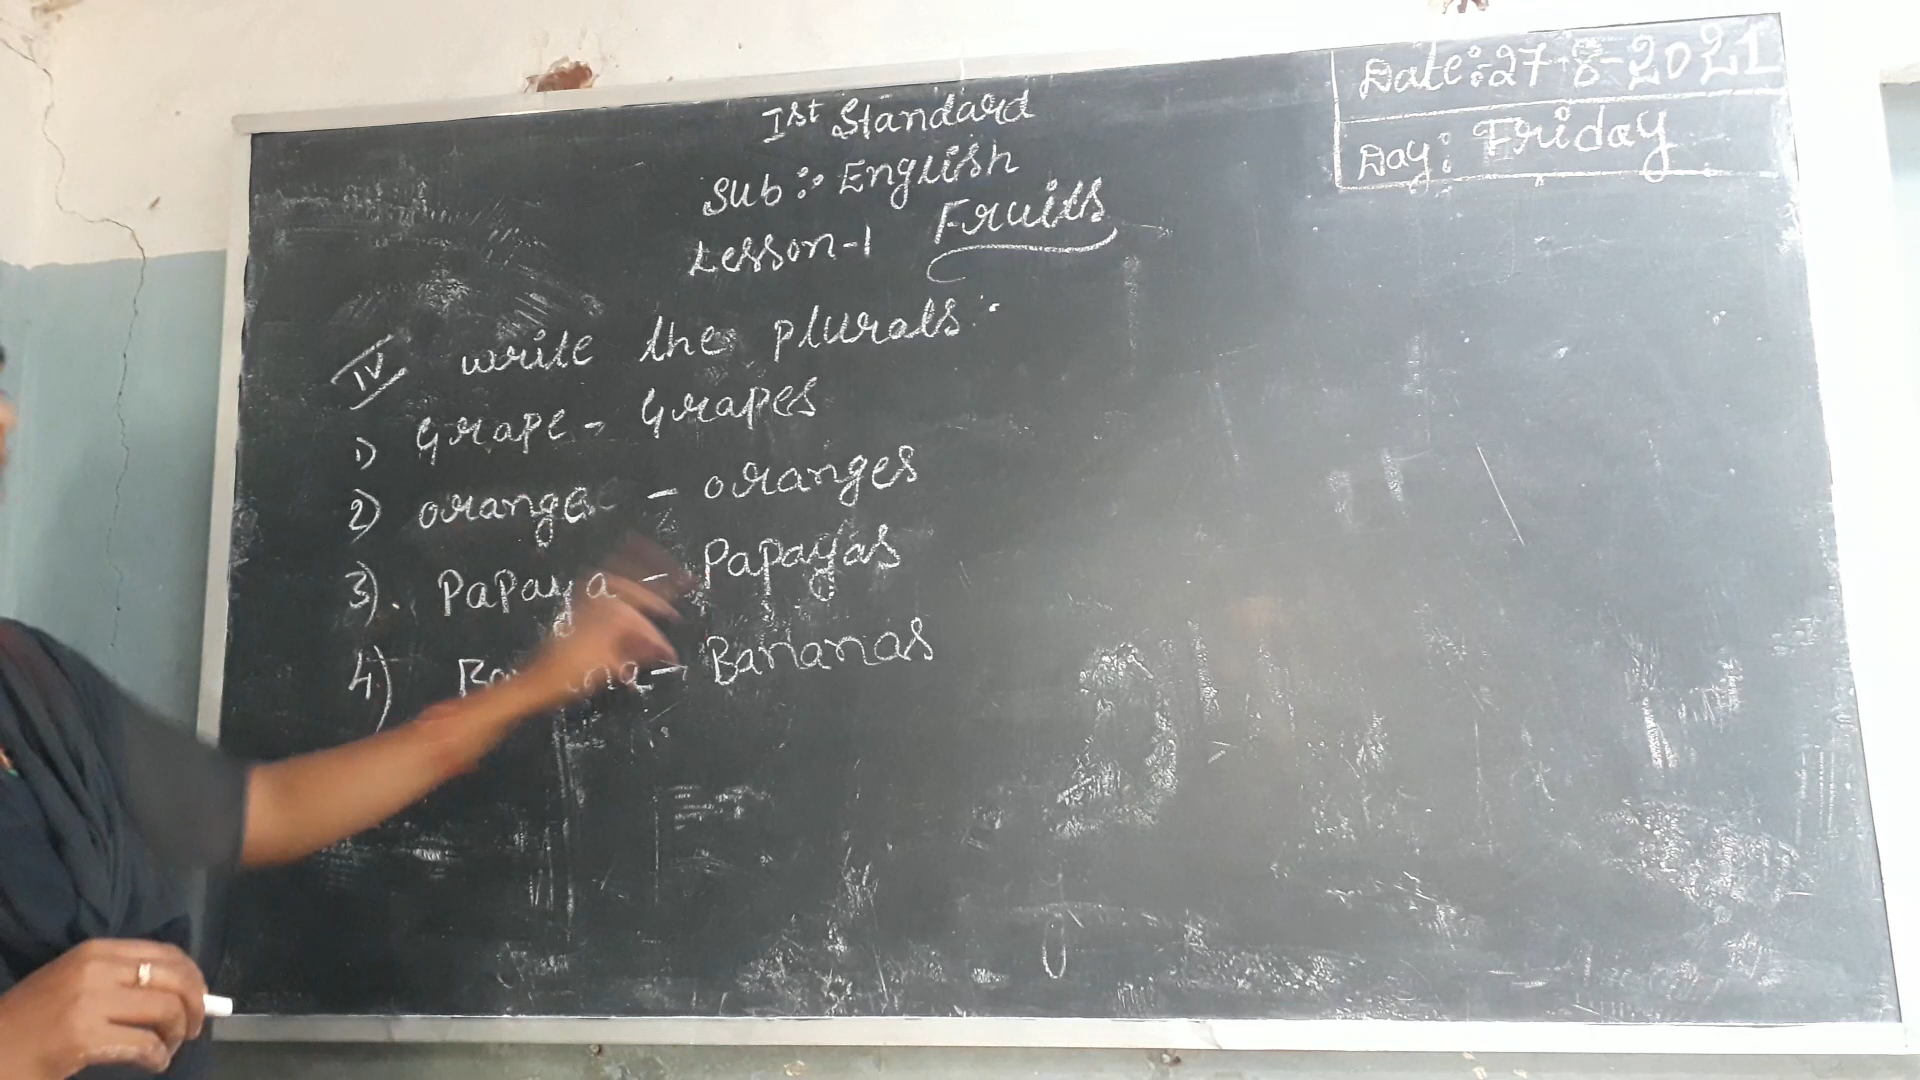 Ist Standard
Sub : English
Lesson-1 Fruits
Date : 27-8-2021
Day : Friday
IV write the plurals :
1) Grape - Grapes
2) orange - oranges
3). Papaya - Papayas
4) - Bananas